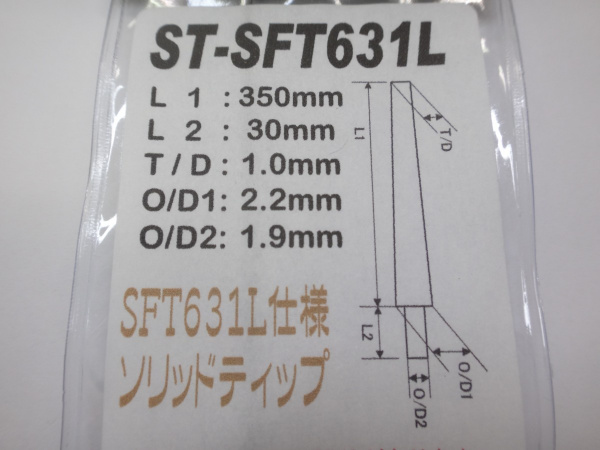 ST-SFT631L
L 1 : 350mm
L 2 : 30mm
T/D : 1.0mm
O/D1: 2.2mm
O/D2: 1.9mm
SFT631L仕様
ソリッドティップ
L1
T/D
L2
O/D1
O/D2